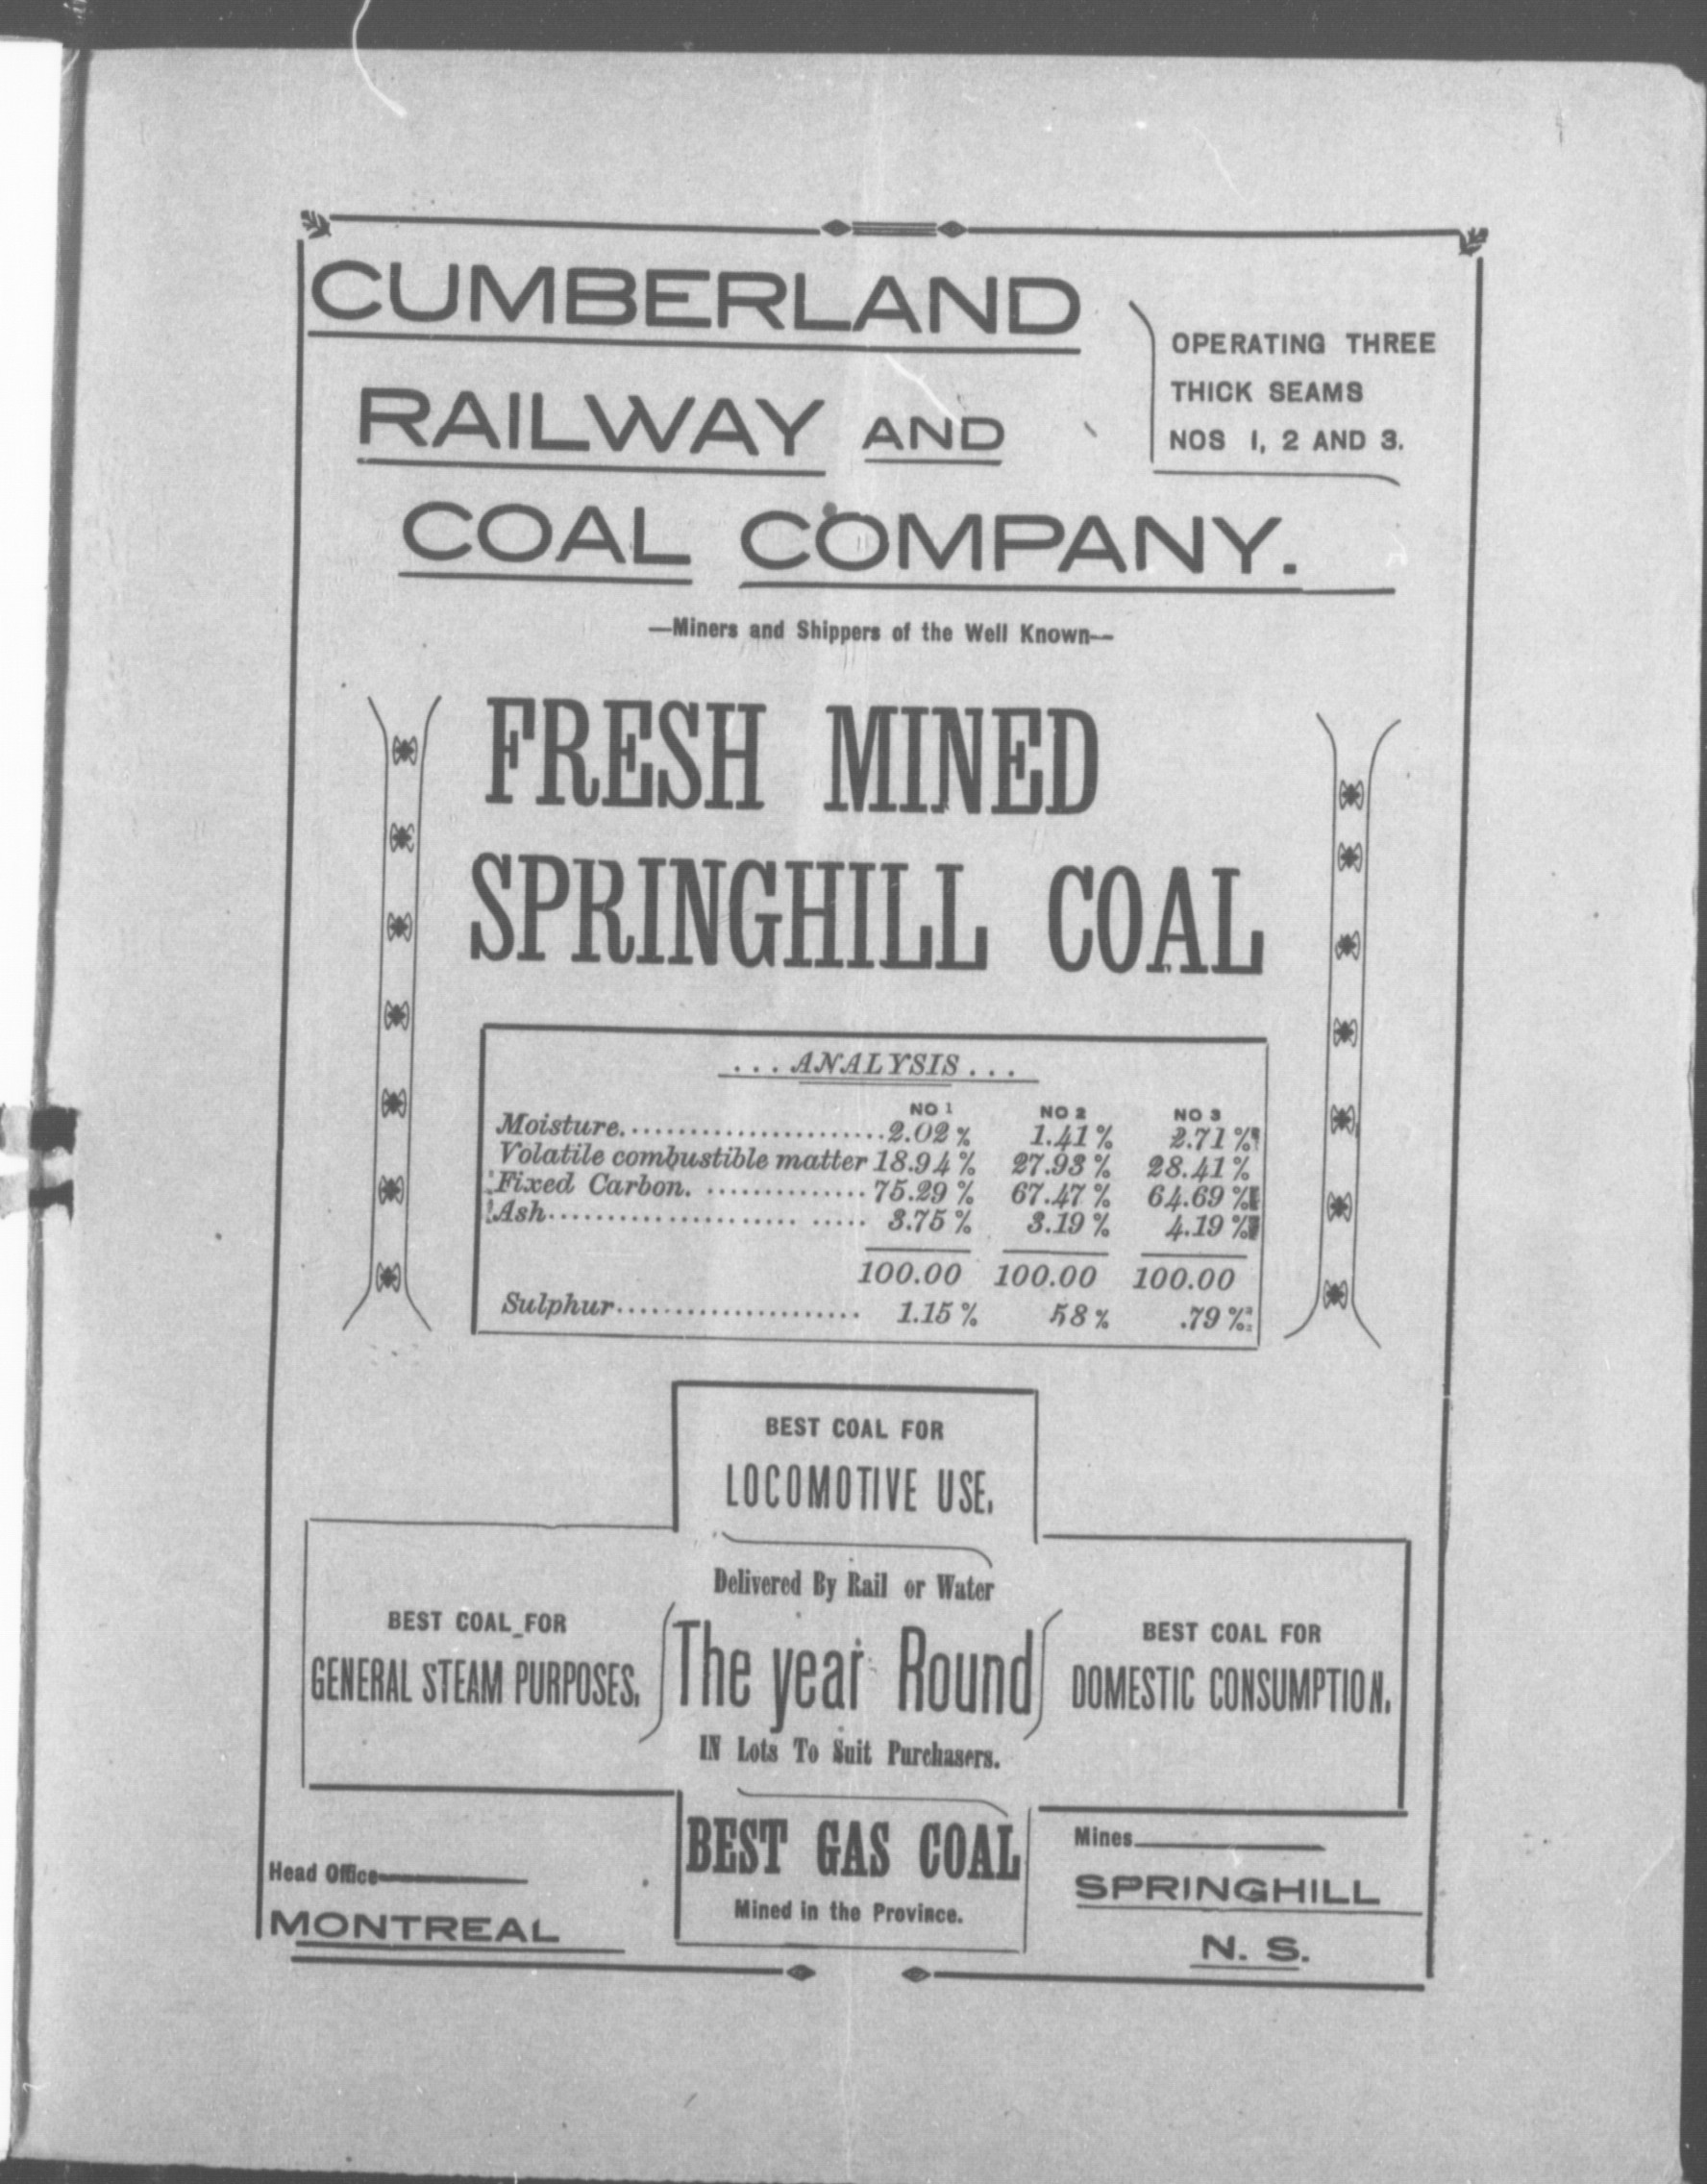 CUMBERLAND
RAILWAY AND
COAL COMPANY.
OPERATING THREE
THICK SEAMS
NOS 1, 2 AND 3.
—Miners and Shippers of the Well Known—
FRESH MINED
SPRINGHILL COAL
...ANALYSIS...
NO 1 NO 2 NO 3
Moisture........................2.02% 1.41% 2.71%
Volatile combustible matter 18.94% 27.93% 28.41%
Fixed Carbon. ............... 75.29% 67.47% 64.69%
Ash....................... ..... 3.75% 3.19% 4.19%
100.00 100.00 100.00
Sulphur...................... 1.15% 58% .79%
BEST COAL FOR
LOCOMOTIVE USE,
BEST COAL FOR
GENERAL STEAM PURPOSES,
Delivered By Rail or Water
The year Round
IN Lots To Suit Purchasers.
BEST COAL FOR
DOMESTIC CONSUMPTION,
BEST GAS COAL
Mined in the Province.
Head Office
MONTREAL
Mines
SPRINGHILL
N. S.